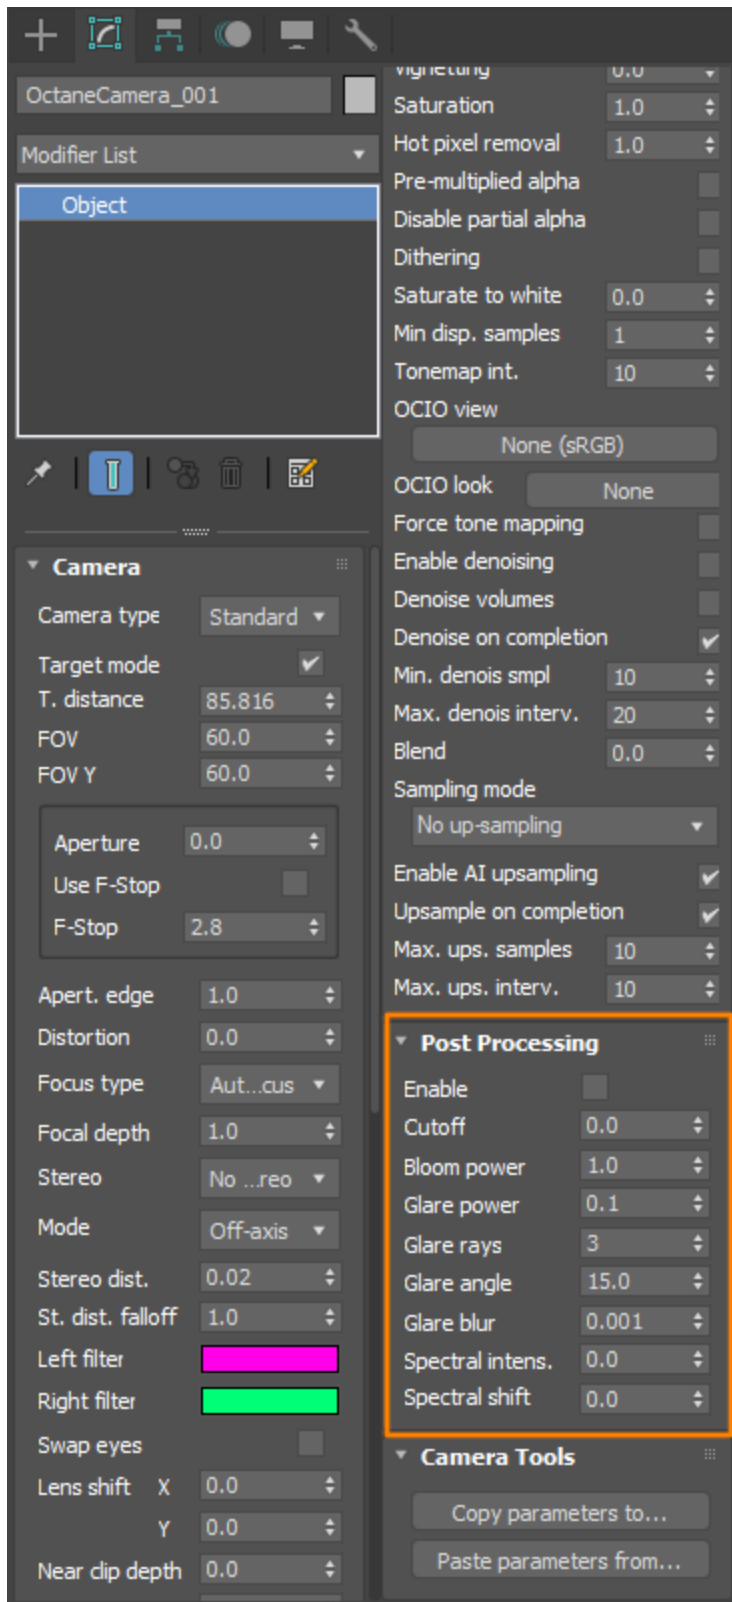 OctaneCamera_001
Modifier List
Object
Camera
Camera type Standard
Target mode
T. distance 85.816
FOV 60.0
FOV Y 60.0
Aperture 0.0
Use F-Stop
F-Stop 2.8
Apert. edge 1.0
Distortion 0.0
Focus type Aut...cus
Focal depth 1.0
Stereo No ...reo
Mode Off-axis
Stereo dist. 0.02
St. dist. falloff 1.0
Left filter
Right filter
Swap eyes
Lens shift X 0.0
Y 0.0
Near clip depth 0.0
Vignetting 0.0
Saturation 1.0
Hot pixel removal 1.0
Pre-multiplied alpha
Disable partial alpha
Dithering
Saturate to white 0.0
Min disp. samples 1
Tonemap int. 10
OCIO view
None (sRGB)
OCIO look None
Force tone mapping
Enable denoising
Denoise volumes
Denoise on completion
Min. denois smpl 10
Max. denois interv. 20
Blend 0.0
Sampling mode
No up-sampling
Enable AI upsampling
Upsample on completion
Max. ups. samples 10
Max. ups. interv. 10
Post Processing
Enable
Cutoff 0.0
Bloom power 1.0
Glare power 0.1
Glare rays 3
Glare angle 15.0
Glare blur 0.001
Spectral intens. 0.0
Spectral shift 0.0
Camera Tools
Copy parameters to...
Paste parameters from...